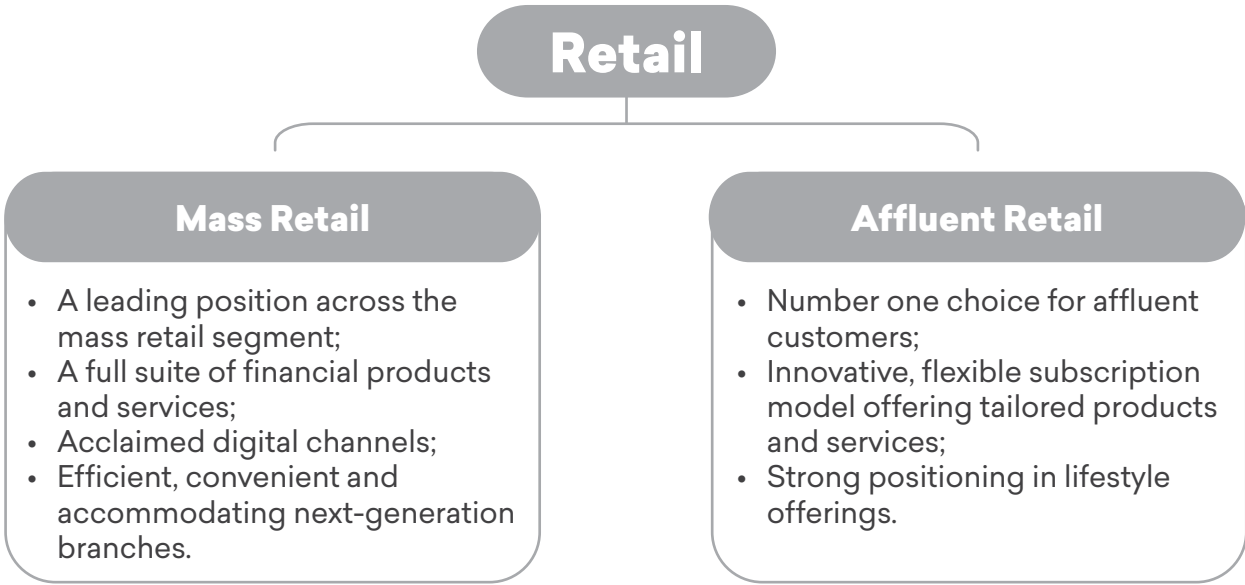 Retail
Mass Retail
• A leading position across the
mass retail segment;
• A full suite of financial products
and services;
• Acclaimed digital channels;
• Efficient, convenient and
accommodating next-generation
branches.
Affluent Retail
• Number one choice for affluent
customers;
• Innovative, flexible subscription
model offering tailored products
and services;
• Strong positioning in lifestyle
offerings.